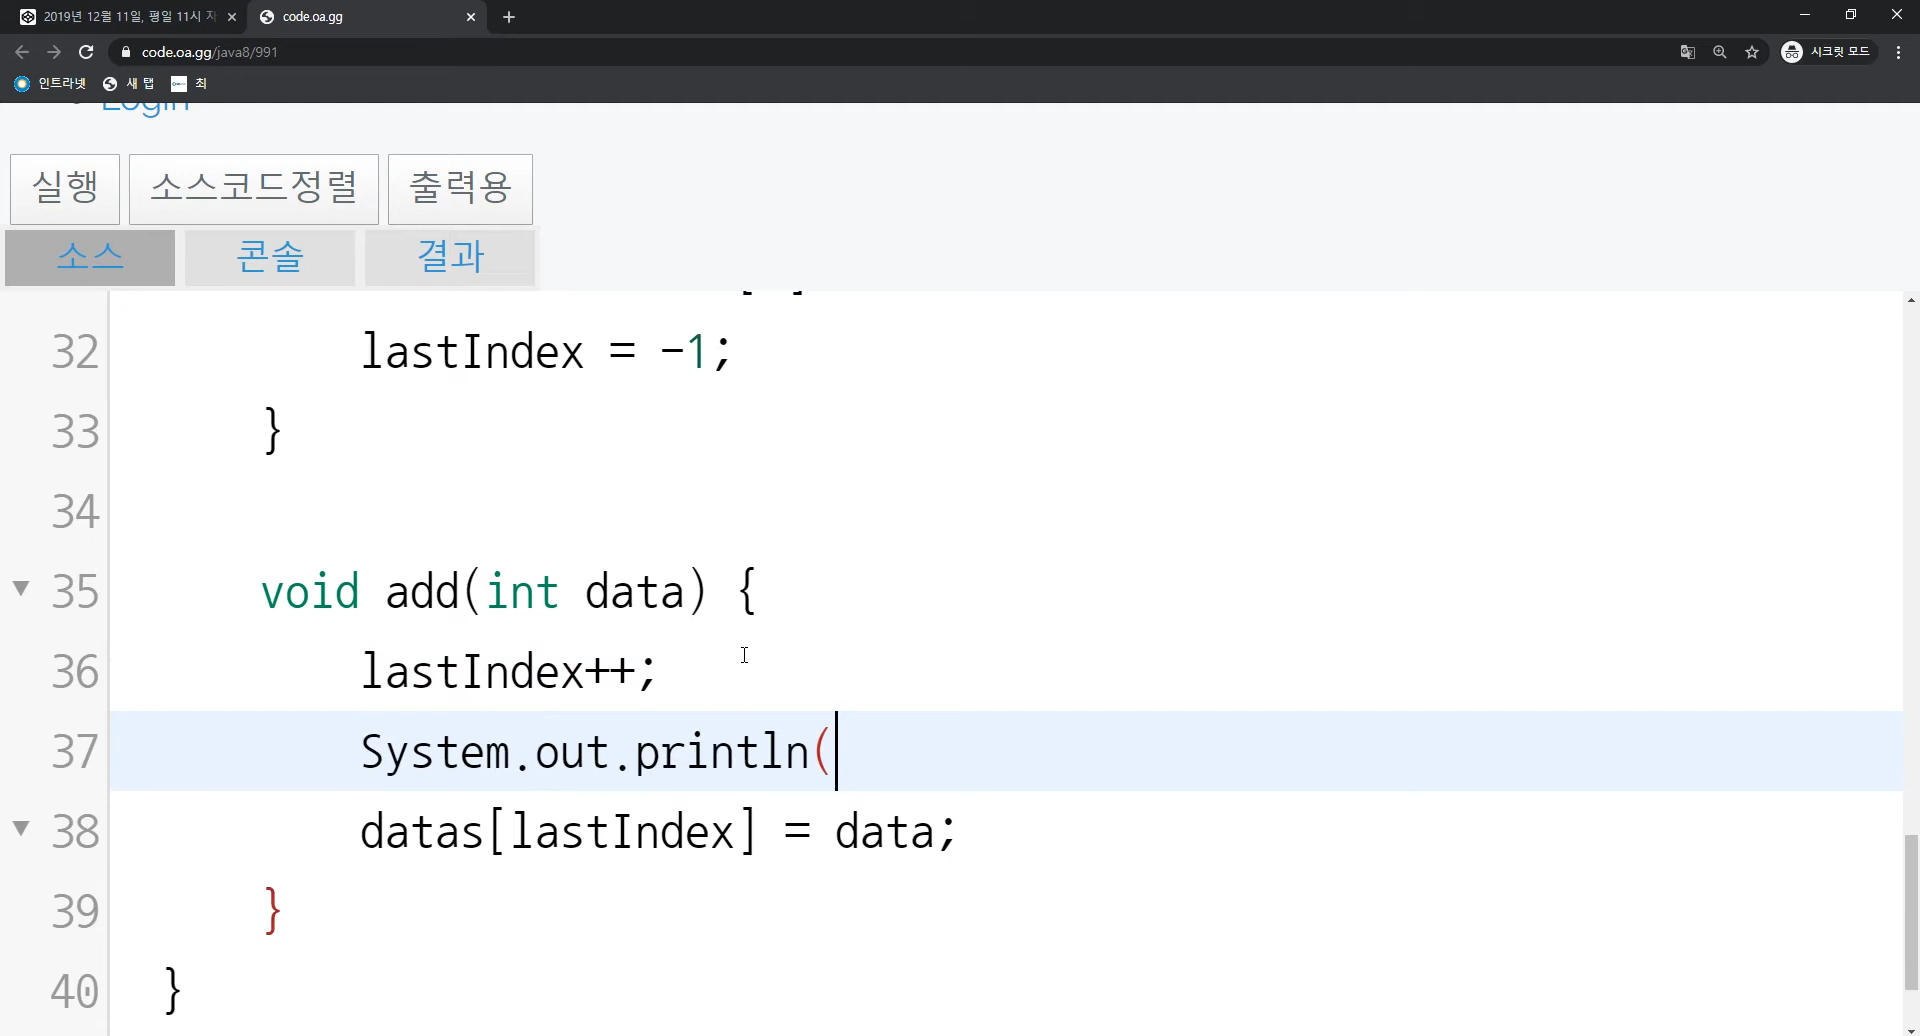 2019년 12월 11일, 평일 11시 자
code.oa.gg
code.oa.gg/java8/991
시크릿 모드
인트라넷
새 탭
최
Login
실행
소스코드정렬
출력용
소스
콘솔
결과
32 lastIndex = -1;
33 }
34
35 void add(int data) {
36 lastIndex++;
37 System.out.println(
38 datas[lastIndex] = data;
39 }
40 }